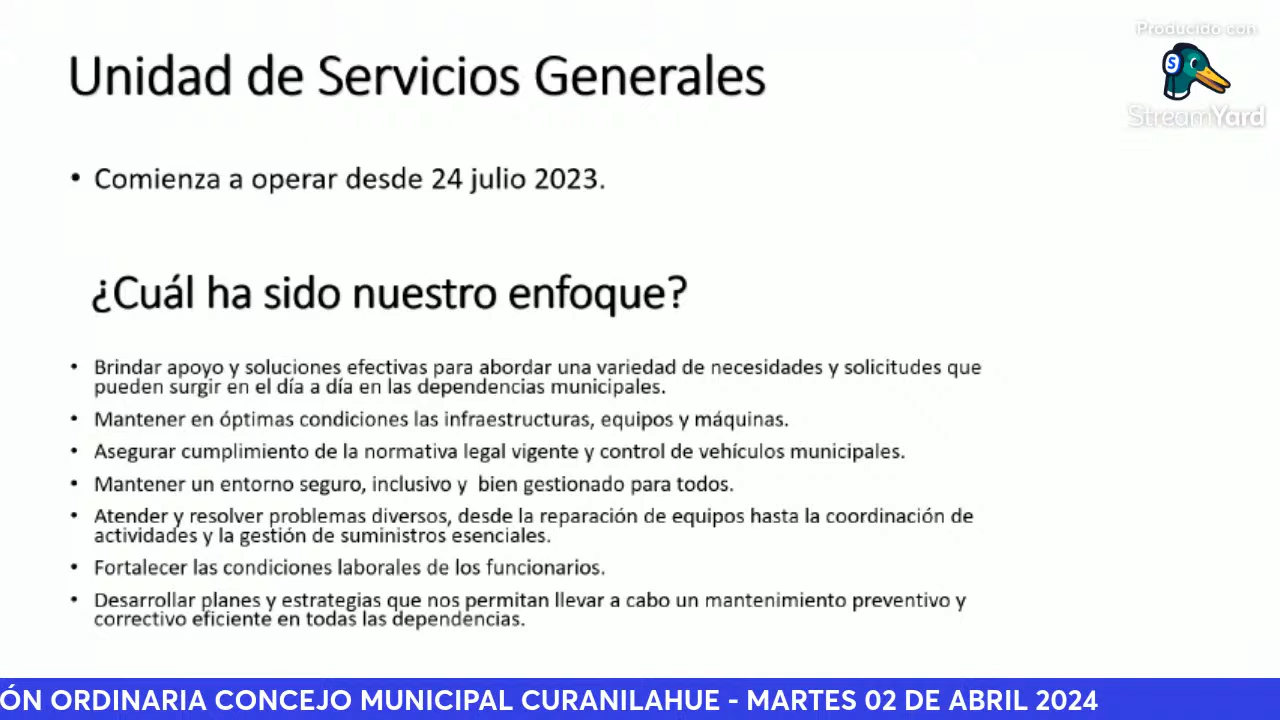 Producido con
StreamYard
Unidad de Servicios Generales
• Comienza a operar desde 24 julio 2023.
¿Cuál ha sido nuestro enfoque?
• Brindar apoyo y soluciones efectivas para abordar una variedad de necesidades y solicitudes que
pueden surgir en el día a día en las dependencias municipales.
• Mantener en óptimas condiciones las infraestructuras, equipos y máquinas.
• Asegurar cumplimiento de la normativa legal vigente y control de vehículos municipales.
• Mantener un entorno seguro, inclusivo y  bien gestionado para todos.
• Atender y resolver problemas diversos, desde la reparación de equipos hasta la coordinación de
actividades y la gestión de suministros esenciales.
• Fortalecer las condiciones laborales de los funcionarios.
• Desarrollar planes y estrategias que nos permitan llevar a cabo un mantenimiento preventivo y
correctivo eficiente en todas las dependencias.
ÓN ORDINARIA CONCEJO MUNICIPAL CURANILAHUE - MARTES 02 DE ABRIL 2024